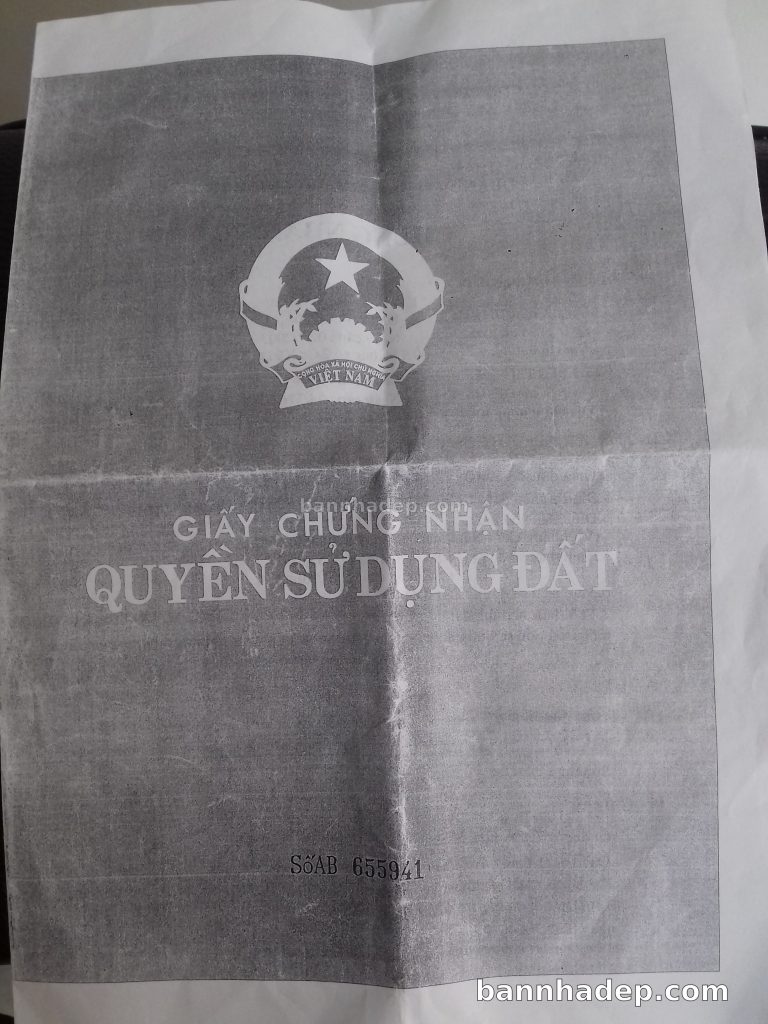 CỘNG HÒA XÃ HỘI CHỦ NGHĨA
VIỆT NAM
bannhadep.com
GIẤY CHỨNG NHẬN
QUYỀN SỬ DỤNG ĐẤT
SốAB 655941
bannhadep.com